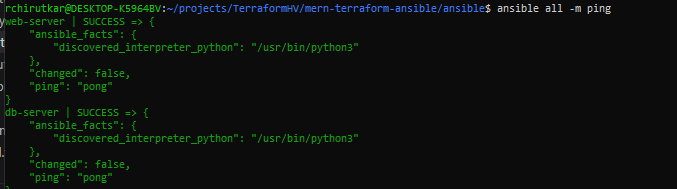 rchirutkar@DESKTOP-K5964BV:~/projects/TerraformHV/mern-terraform-ansible/ansible$ ansible all -m ping
web-server | SUCCESS => {
    "ansible_facts": {
        "discovered_interpreter_python": "/usr/bin/python3"
    },
    "changed": false,
    "ping": "pong"
}
db-server | SUCCESS => {
    "ansible_facts": {
        "discovered_interpreter_python": "/usr/bin/python3"
    },
    "changed": false,
    "ping": "pong"
}